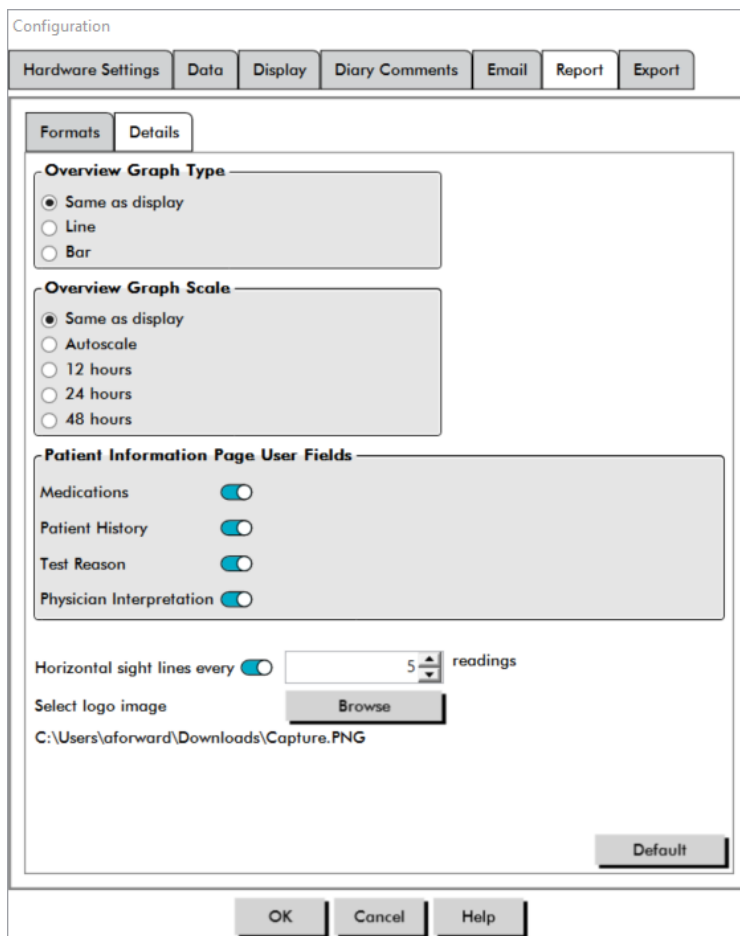 Configuration
Hardware Settings Data Display Diary Comments Email Report Export
Formats Details
Overview Graph Type
Same as display
Line
Bar
Overview Graph Scale
Same as display
Autoscale
12 hours
24 hours
48 hours
Patient Information Page User Fields
Medications
Patient History
Test Reason
Physician Interpretation
Horizontal sight lines every 5 readings
Select logo image Browse
C:\Users\aforward\Downloads\Capture.PNG
Default
OK Cancel Help